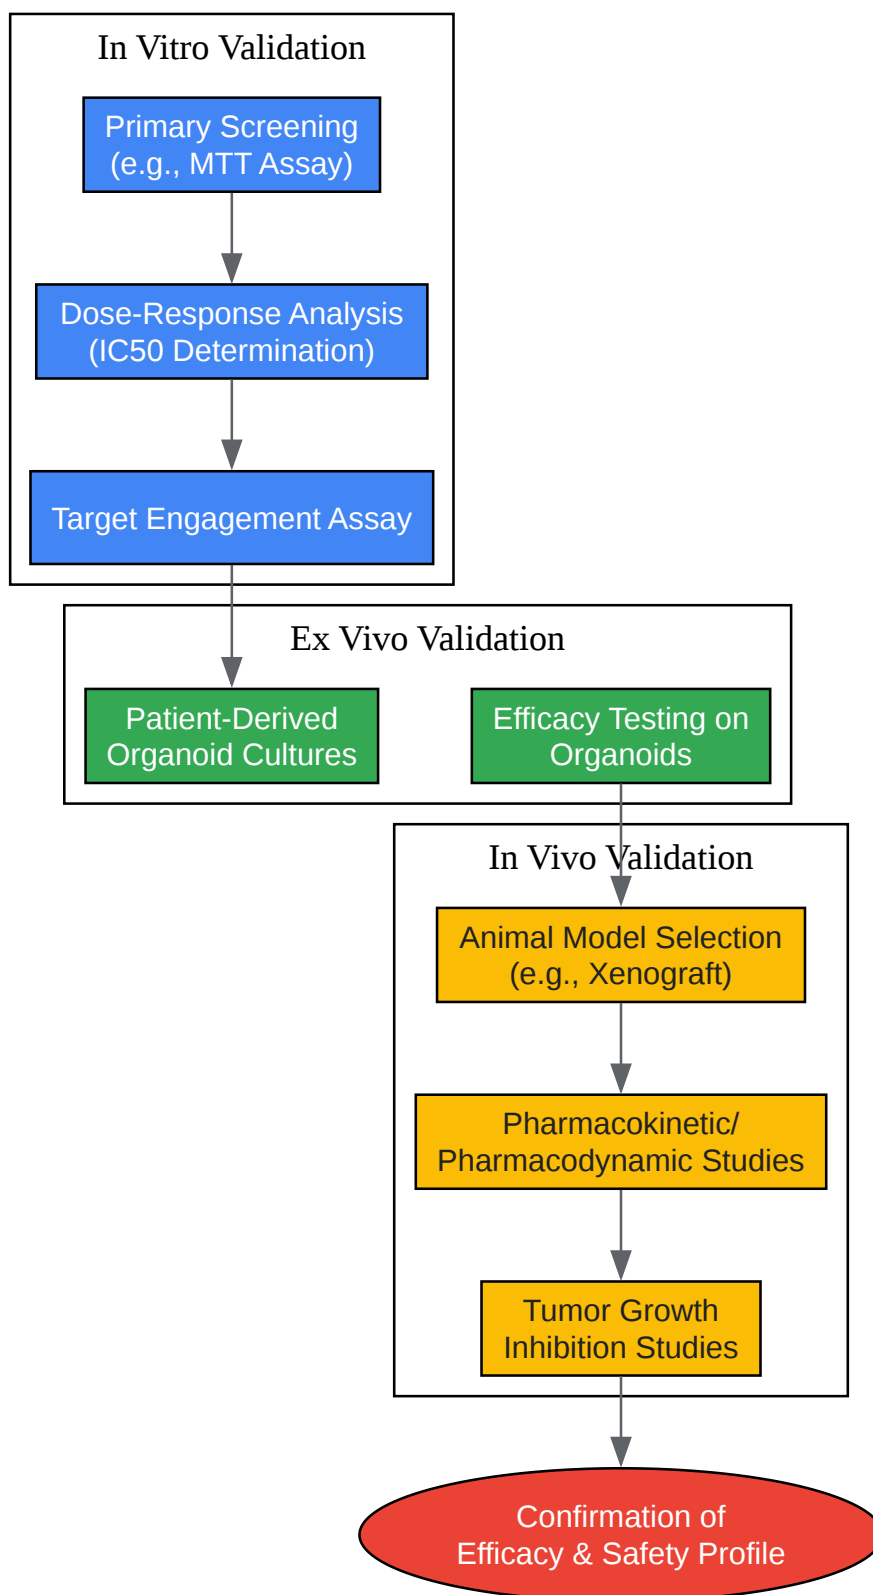 In Vitro Validation
Primary Screening
(e.g., MTT Assay)
Dose-Response Analysis
(IC50 Determination)
Target Engagement Assay
Ex Vivo Validation
Patient-Derived
Organoid Cultures
Efficacy Testing on
Organoids
In Vivo Validation
Animal Model Selection
(e.g., Xenograft)
Pharmacokinetic/
Pharmacodynamic Studies
Tumor Growth
Inhibition Studies
Confirmation of
Efficacy & Safety Profile